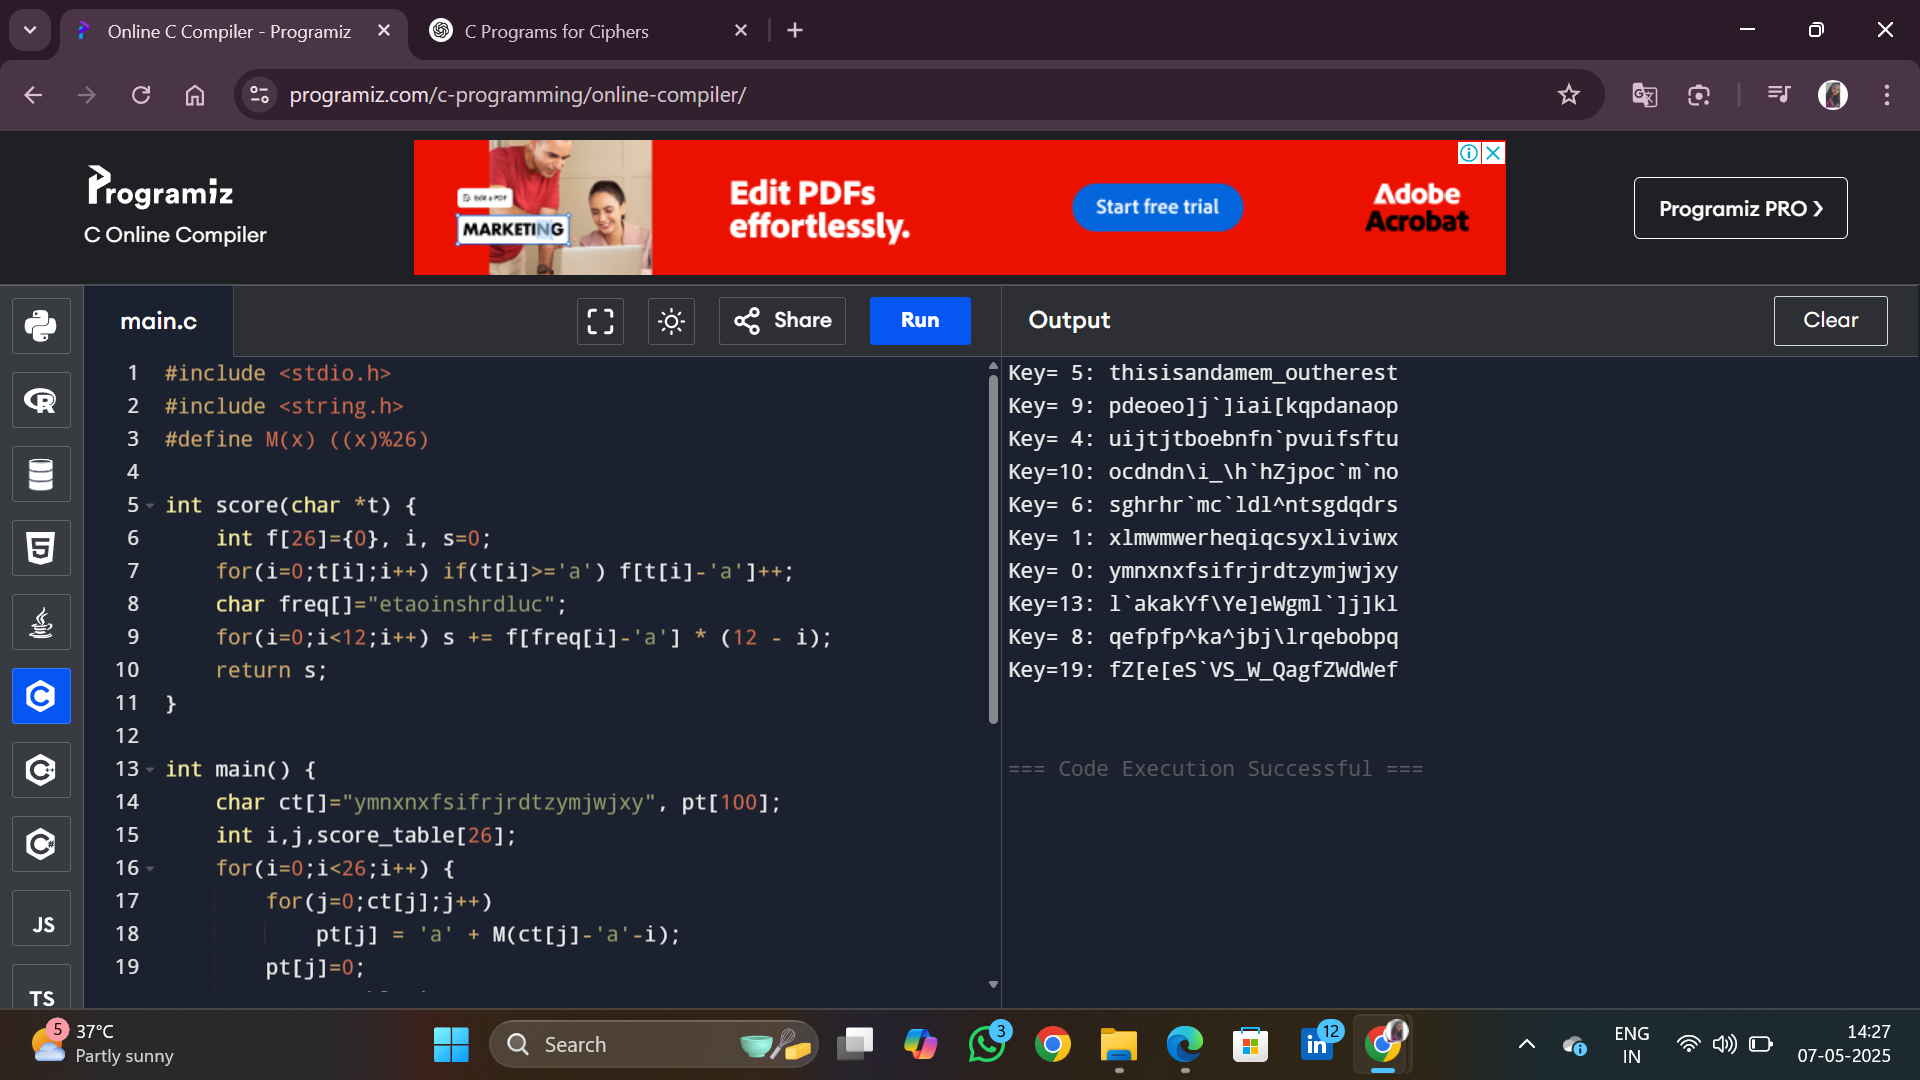 Online C Compiler - Programiz
C Programs for Ciphers
programiz.com/c-programming/online-compiler/
Programiz
C Online Compiler
Edit a PDF
MARKETING
Edit PDFs
effortlessly.
Start free trial
Adobe
Acrobat
Programiz PRO ❯
main.c
Share
Run
Output
Clear
1 #include <stdio.h>
2 #include <string.h>
3 #define M(x) ((x)%26)
4
5 int score(char *t) {
6 int f[26]={0}, i, s=0;
7 for(i=0;t[i];i++) if(t[i]>='a') f[t[i]-'a']++;
8 char freq[]="etaoinshrdluc";
9 for(i=0;i<12;i++) s += f[freq[i]-'a'] * (12 - i);
10 return s;
11 }
12
13 int main() {
14 char ct[]="ymnxnxfsifrjrdtzymjwjxy", pt[100];
15 int i,j,score_table[26];
16 for(i=0;i<26;i++) {
17 for(j=0;ct[j];j++)
18 pt[j] = 'a' + M(ct[j]-'a'-i);
19 pt[j]=0;
Key= 5: thisisandamem_outherest
Key= 9: pdeoeo]j`]iai[kqpdanaop
Key= 4: uijtjtboebnfn`pvuifsftu
Key=10: ocdndn\i_\h`hZjpoc`m`no
Key= 6: sghrhr`mc`ldl^ntsgdqdrs
Key= 1: xlmwmwerheqiqcsyxliviwx
Key= 0: ymnxnxfsifrjrdtzymjwjxy
Key=13: l`akakYf\Ye]eWgml`]j]kl
Key= 8: qefpfp^ka^jbj\lrqebobpq
Key=19: fZ[e[eS`VS_W_QagfZWdWef
=== Code Execution Successful ===
JS
TS
5
37°C
Partly sunny
Search
3
12
ENG
IN
14:27
07-05-2025